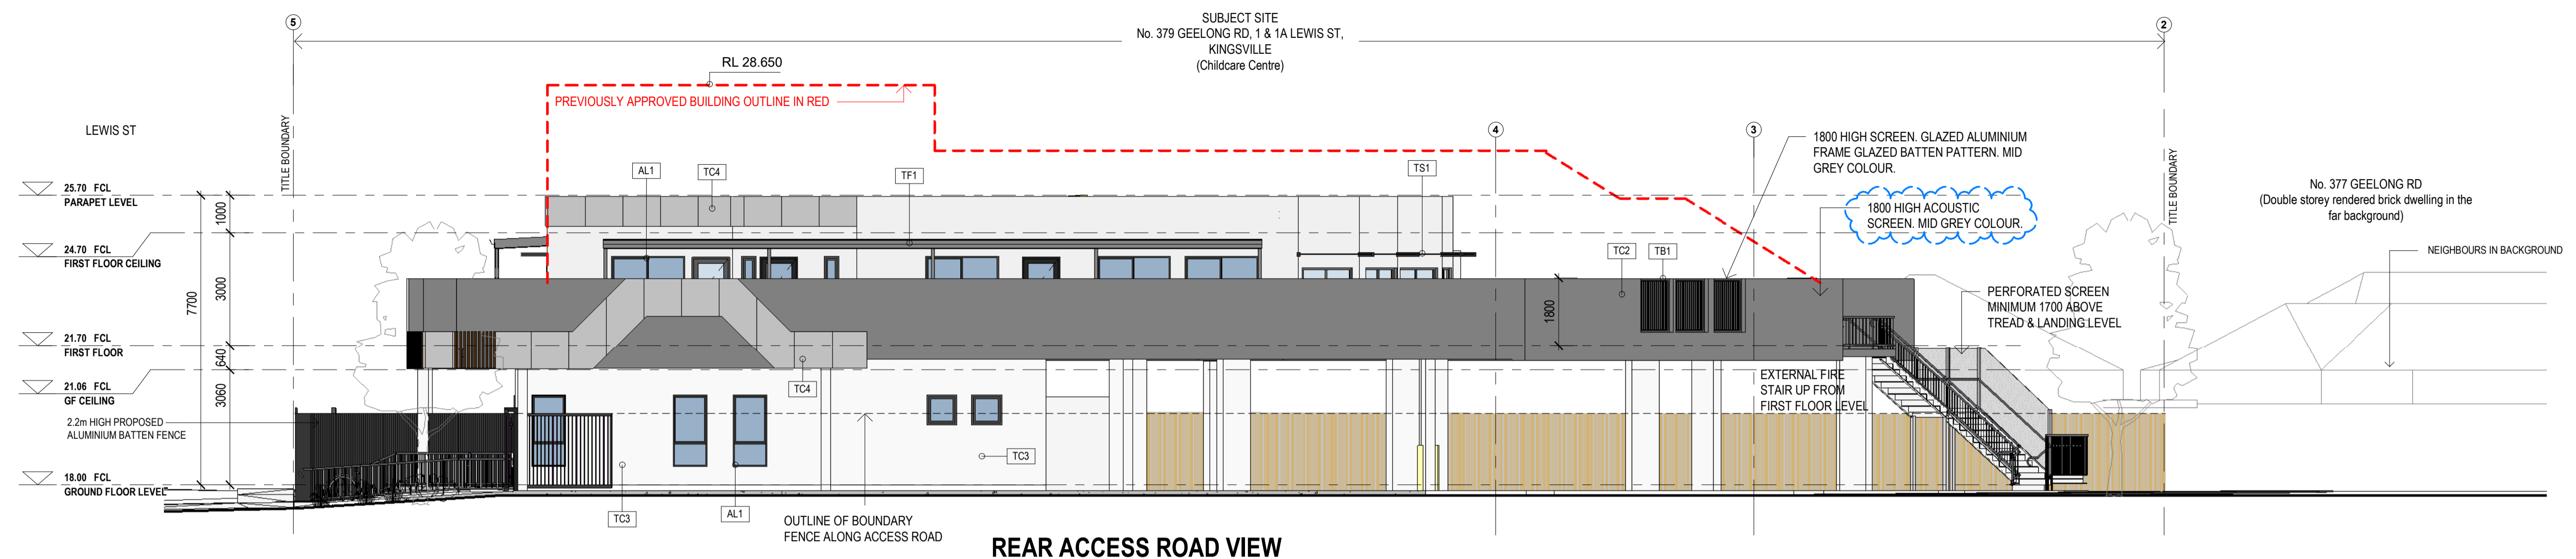 5
SUBJECT SITE
No. 379 GEELONG RD, 1 & 1A LEWIS ST,
KINGSVILLE
(Childcare Centre)
2
RL 28.650
PREVIOUSLY APPROVED BUILDING OUTLINE IN RED
LEWIS ST
TITLE BOUNDARY
4
3
1800 HIGH SCREEN. GLAZED ALUMINIUM
FRAME GLAZED BATTEN PATTERN. MID
GREY COLOUR.
TITLE BOUNDARY
AL1
TC4
TF1
TS1
25.70 FCL
PARAPET LEVEL
1000
1800 HIGH ACOUSTIC
SCREEN. MID GREY COLOUR.
No. 377 GEELONG RD
(Double storey rendered brick dwelling in the
far background)
24.70 FCL
FIRST FLOOR CEILING
TC2
TB1
NEIGHBOURS IN BACKGROUND
7700
3000
1800
PERFORATED SCREEN
MINIMUM 1700 ABOVE
TREAD & LANDING LEVEL
21.70 FCL
FIRST FLOOR
640
TC4
21.06 FCL
GF CEILING
3060
EXTERNAL FIRE
STAIR UP FROM
FIRST FLOOR LEVEL
2.2m HIGH PROPOSED
ALUMINIUM BATTEN FENCE
TC3
18.00 FCL
GROUND FLOOR LEVEL
TC3
AL1
OUTLINE OF BOUNDARY
FENCE ALONG ACCESS ROAD
REAR ACCESS ROAD VIEW